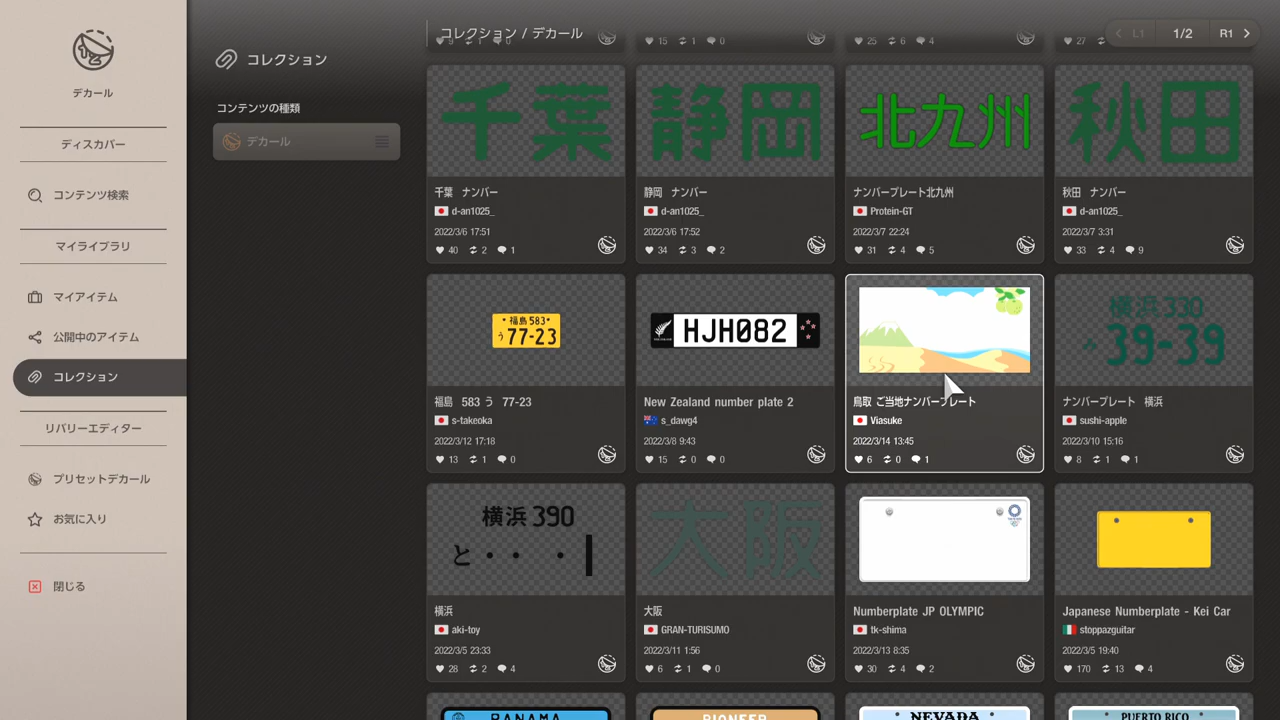 デカール
ディスカバー
コンテンツ検索
マイライブラリ
マイアイテム
公開中のアイテム
コレクション
リバリーエディター
プリセットデカール
お気に入り
閉じる
コレクション
コンテンツの種類
デカール
コレクション / デカール
L1 1/2 R1
9 1 0
15 1 0
25 6 4
27
千葉
千葉 ナンバー
d-an1025_
2022/3/6 17:51
40 2 1
静岡
静岡 ナンバー
d-an1025_
2022/3/6 17:52
34 3 2
北九州
ナンバープレート北九州
Protein-GT
2022/3/7 22:24
31 4 5
秋田
秋田 ナンバー
d-an1025_
2022/3/7 3:31
33 4 9
福島 583
う 77-23
福島 583 う 77-23
s-takeoka
2022/3/12 17:18
13 1 0
HJH082
New Zealand number plate 2
s_dawg4
2022/3/8 9:43
15 0 0
鳥取 ご当地ナンバープレート
Viasuke
2022/3/14 13:45
6 0 1
横浜 330
39-39
ナンバープレート 横浜
sushi-apple
2022/3/10 15:16
8 1 1
横浜 390
と・・ ・1
横浜
aki-toy
2022/3/5 23:33
28 2 4
大阪
大阪
GRAN-TURISUMO
2022/3/11 1:56
6 1 0
Numberplate JP OLYMPIC
tk-shima
2022/3/13 8:35
30 4 2
Japanese Numberplate - Kei Car
stoppazguitar
2022/3/5 19:40
170 13 4
PANAMA
PIONEER
NEVADA
PUERTO RICO